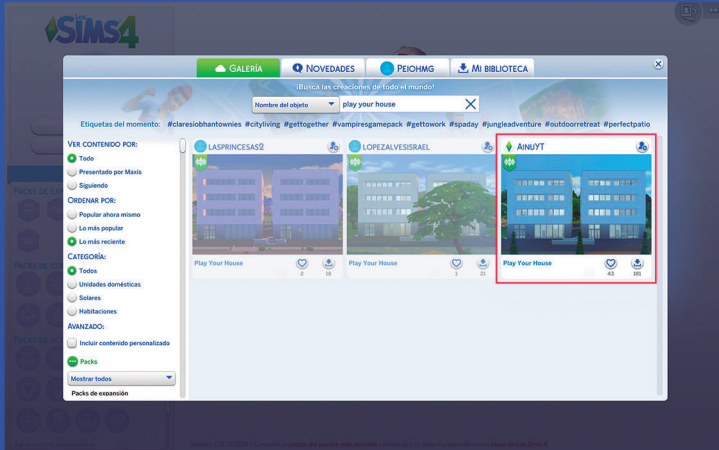 Los
SIMS4
GALERÍA
NOVEDADES
PEIOHMG
MI BIBLIOTECA
¡Busca las creaciones de todo el mundo!
Nombre del objeto
play your house
Etiquetas del momento: #claresiobhantownies #cityliving #gettogether #vampiresgamepack #gettowork #spaday #jungleadventure #outdoorretreat #perfectpatio
VER CONTENIDO POR:
Todo
Presentado por Maxis
Siguiendo
ORDENAR POR:
Popular ahora mismo
Lo más popular
Lo más reciente
CATEGORÍA:
Todos
Unidades domésticas
Solares
Habitaciones
AVANZADO:
Incluir contenido personalizado
Packs
Mostrar todos
Packs de expansión
LASPRINCESAS2
Play Your House
2
16
LOPEZALVESISRAEL
Play Your House
1
21
AINUYT
Play Your House
43
181